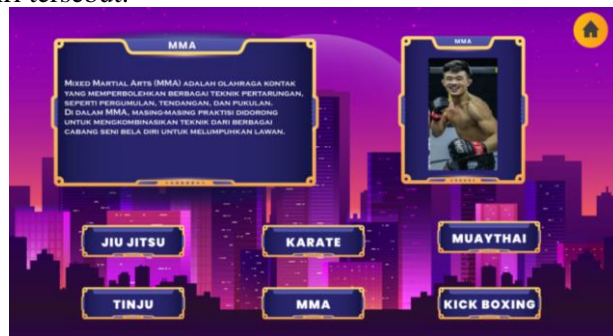 MMA
MIXED MARTIAL ARTS (MMA) ADALAH OLAHRAGA KONTAK
YANG MEMPERBOLEHKAN BERBAGAI TEKNIK PERTARUNGAN,
SEPERTI PERGUMULAN, TENDANGAN, DAN PUKULAN.
DI DALAM MMA, MASING-MASING PRAKTISI DIDORONG
UNTUK MENGKOMBINASIKAN TEKNIK DARI BERBAGAI
CABANG SENI BELA DIRI UNTUK MELUMPUHKAN LAWAN.
MMA
JIU JITSU
KARATE
MUAYTHAI
TINJU
MMA
KICK BOXING